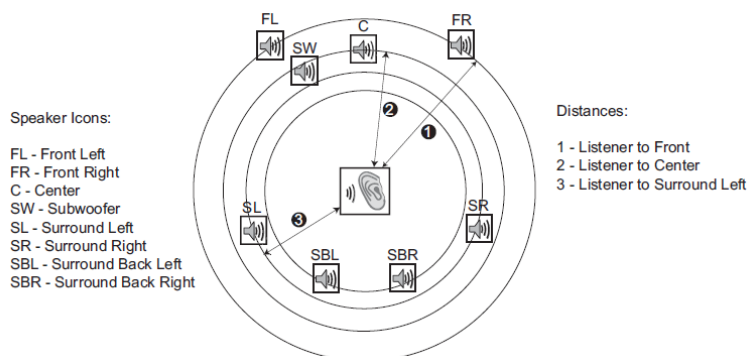 FL
FR
C
SW
Speaker Icons:
FL - Front Left
FR - Front Right
C - Center
SW - Subwoofer
SL - Surround Left
SR - Surround Right
SBL - Surround Back Left
SBR - Surround Back Right
2
1
3
SL
SR
SBL
SBR
Distances:
1 - Listener to Front
2 - Listener to Center
3 - Listener to Surround Left